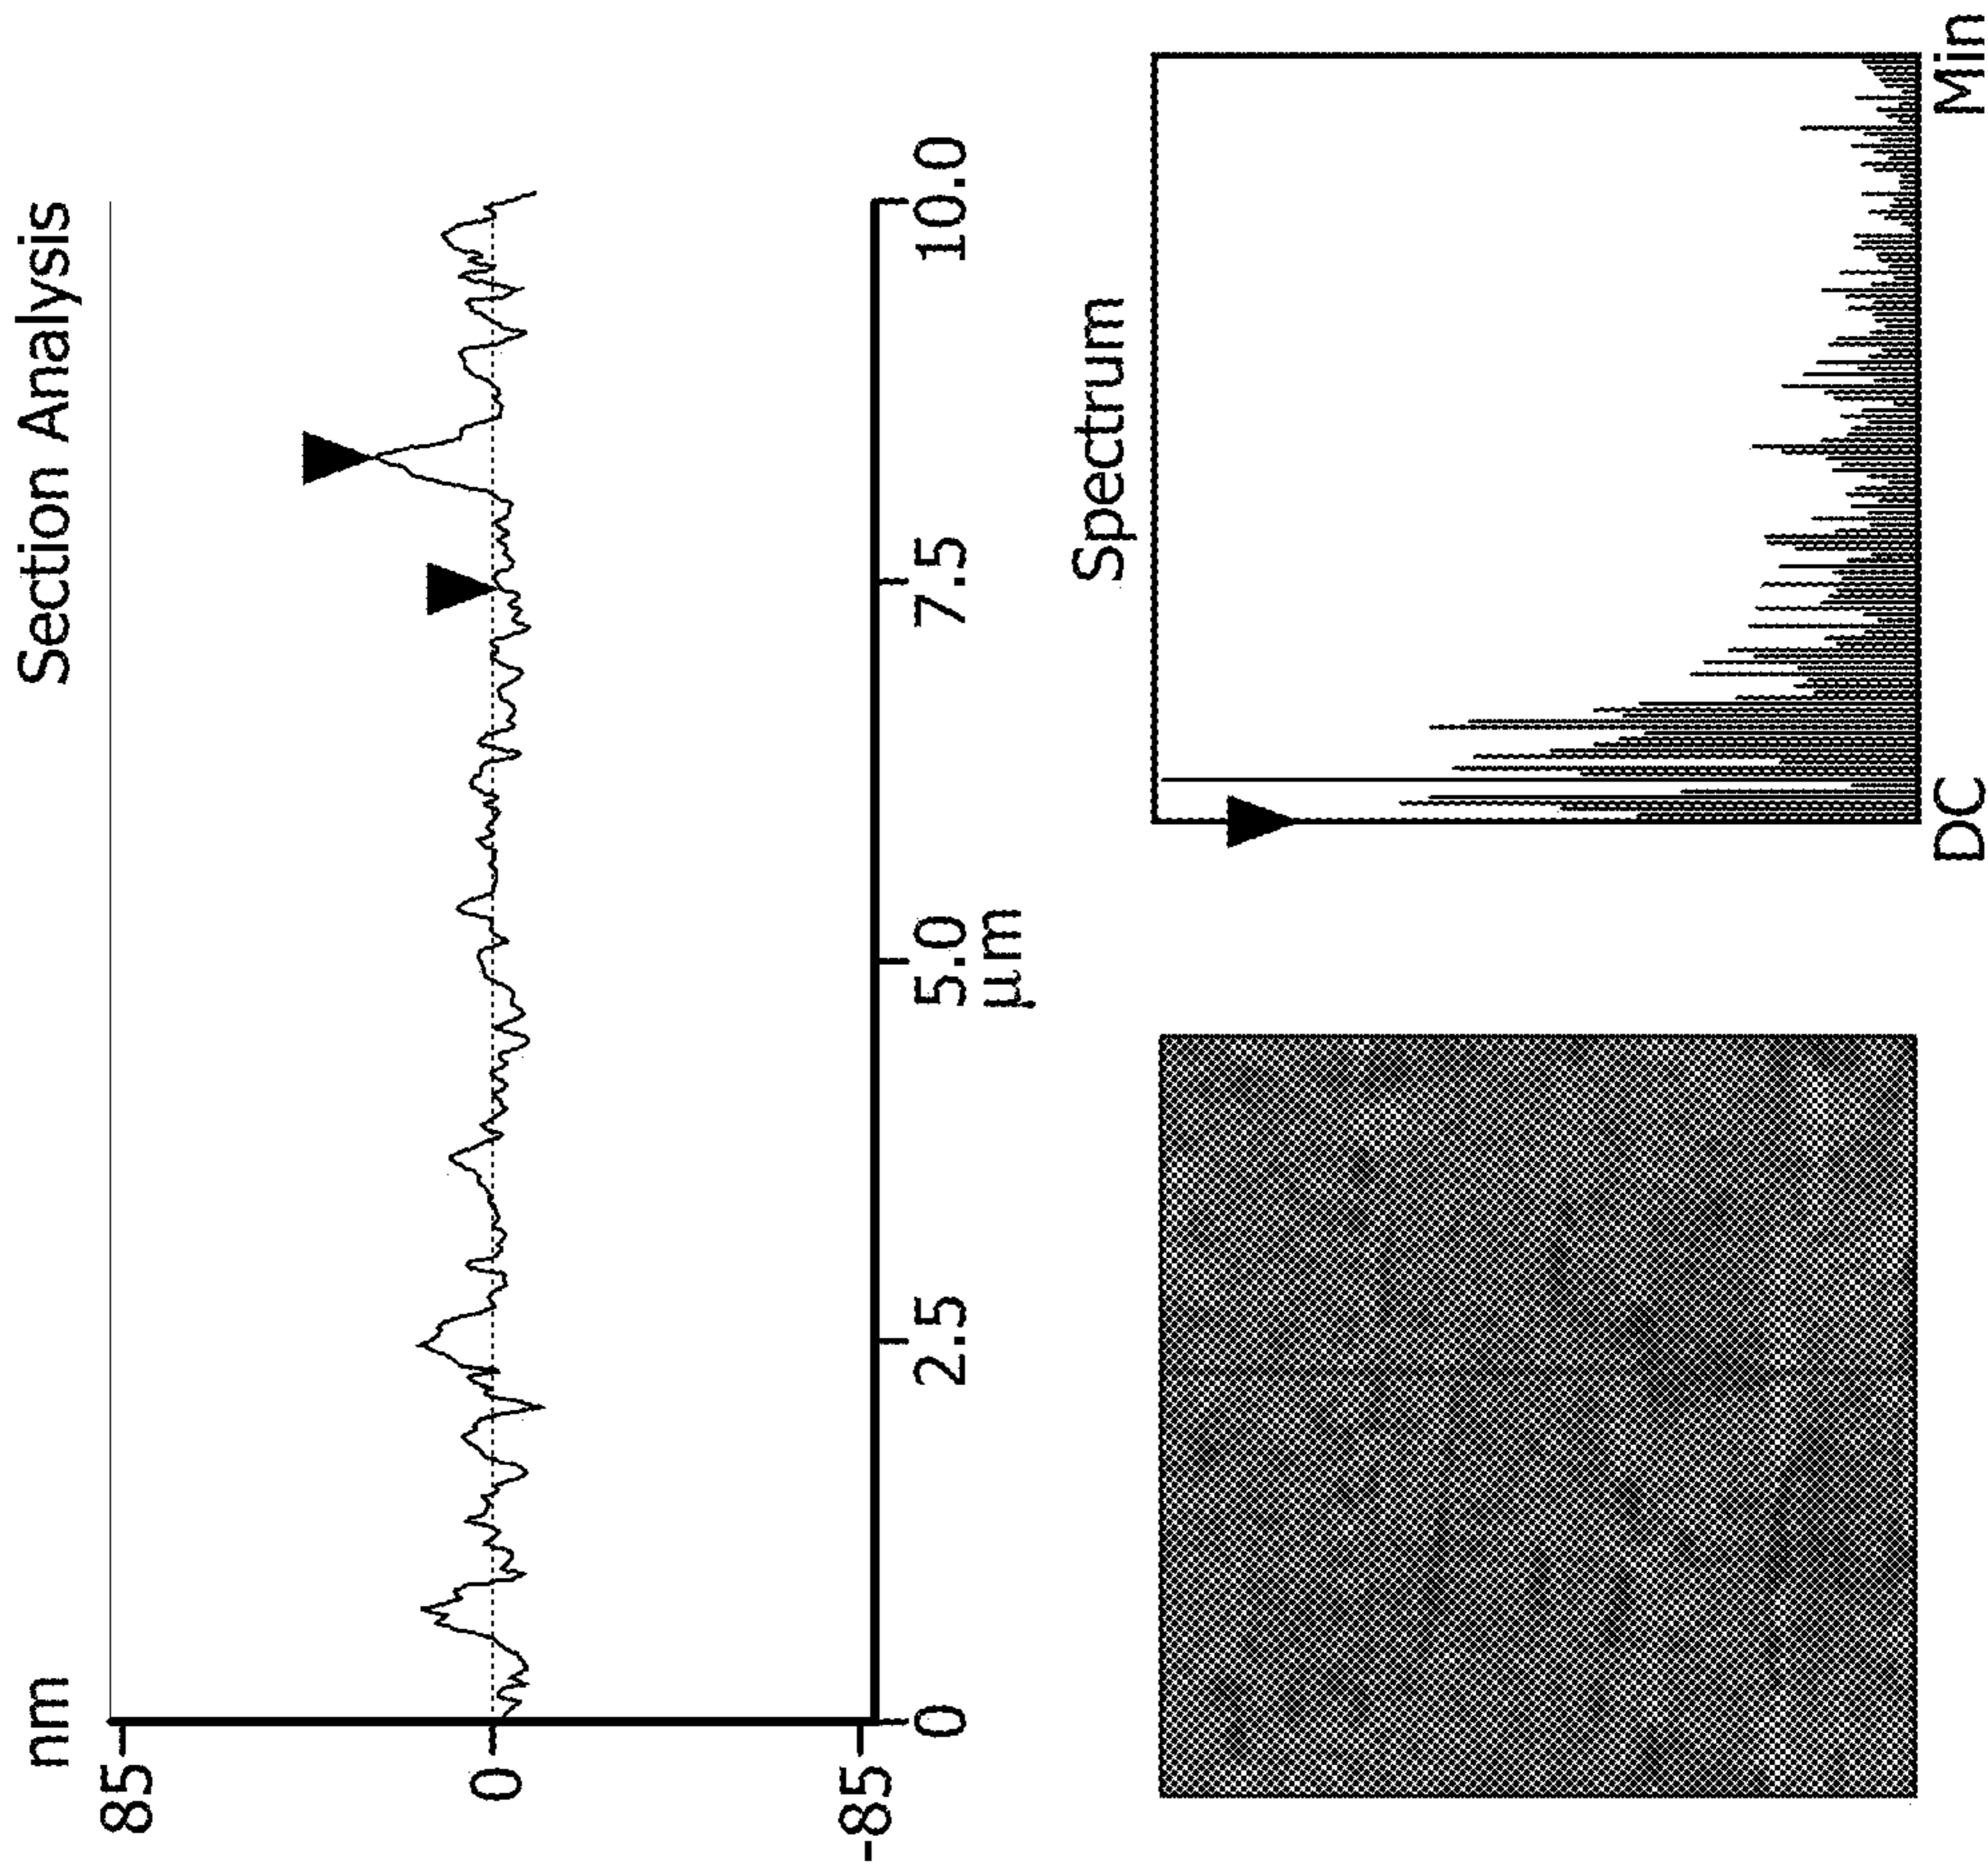 Section Analysis
nm
85
0
-85
0
2.5
5.0
7.5
10.0
μm
Spectrum
DC
Min